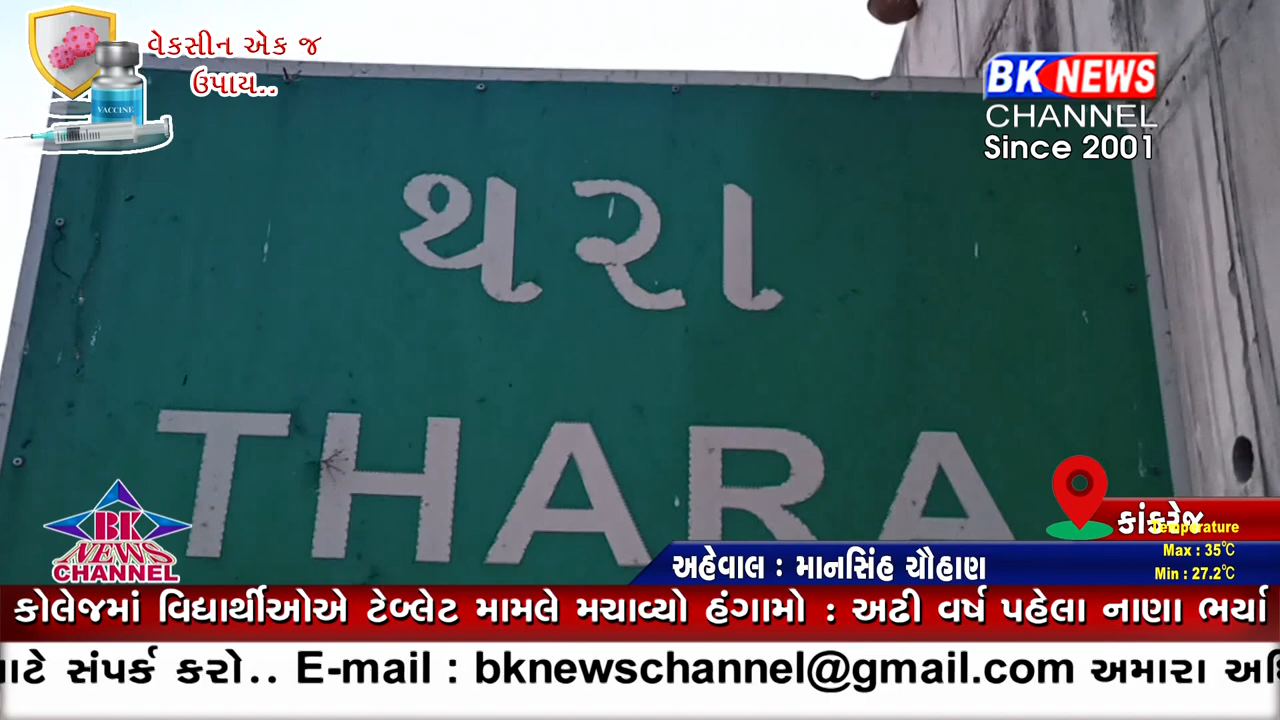 વેકસીન એક જ
ઉપાય..
VACCINE
BK NEWS
CHANNEL
Since 2001
થરા
THARA
BK
NEWS
CHANNEL
કાંકરેજ
Temperature
Max : 35℃
Min : 27.2℃
અહેવાલ : માનસિંહ ચૌહાણ
કોલેજમાં વિદ્યાર્થીઓએ ટેબ્લેટ મામલે મચાવ્યો હંગામો : અઢી વર્ષ પહેલા નાણા ભર્યા
સંપર્ક કરો.. E-mail : bknewschannel@gmail.com અમારા